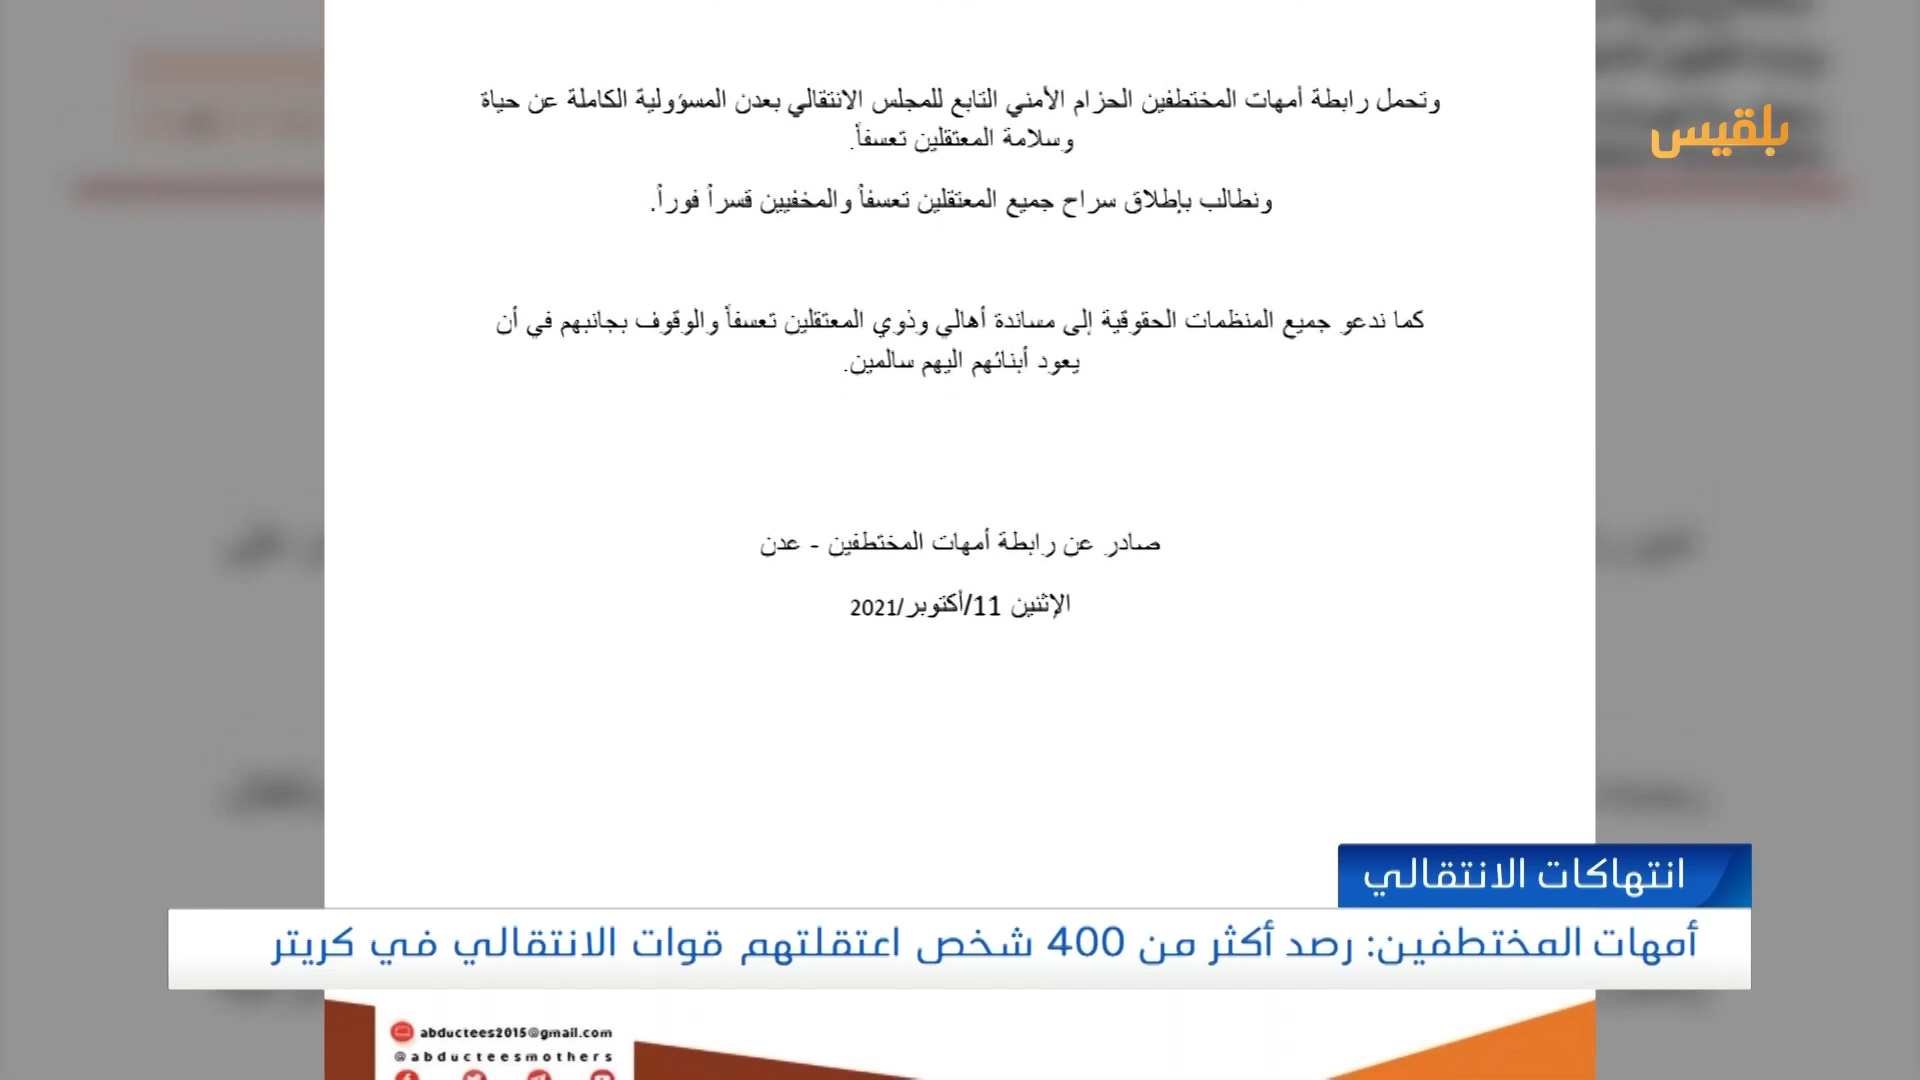 وتحمل رابطة أمهات المختطفين الحزام الأمني التابع للمجلس الانتقالي بعدن المسؤولية الكاملة عن حياة
وسلامة المعتقلين تعسفاً.
ونطالب بإطلاق سراح جميع المعتقلين تعسفاً والمخفيين قسراً فوراً.
كما ندعو جميع المنظمات الحقوقية إلى مساندة أهالي وذوي المعتقلين تعسفاً والوقوف بجانبهم في أن
يعود أبنائهم اليهم سالمين.
صادر عن رابطة أمهات المختطفين - عدن
الإثنين 11/أكتوبر/2021
بلقيس
انتهاكات الانتقالي
أمهات المختطفين: رصد أكثر من 400 شخص اعتقلتهم قوات الانتقالي في كريتر
abductees2015@gmail.com
@abducteesmothers